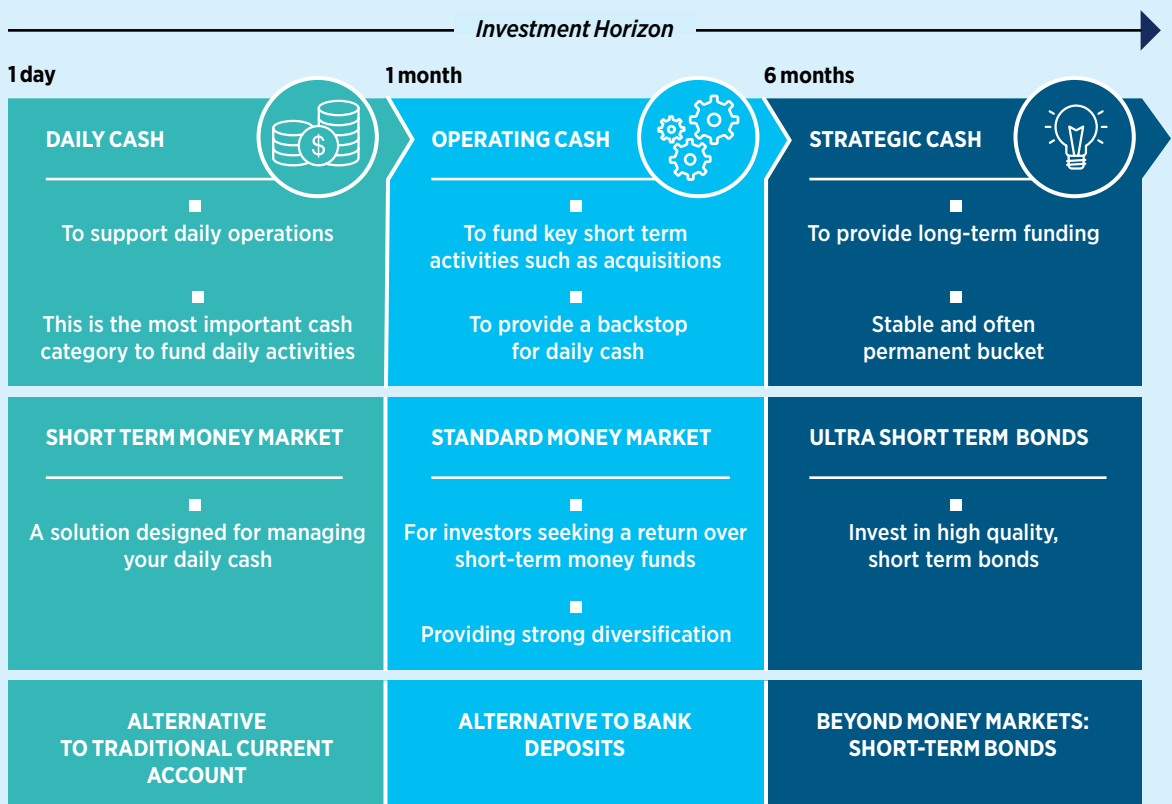 Investment Horizon
1 day
1 month
6 months
DAILY CASH
$
To support daily operations
This is the most important cash
category to fund daily activities
OPERATING CASH
To fund key short term
activities such as acquisitions
To provide a backstop
for daily cash
STRATEGIC CASH
To provide long-term funding
Stable and often
permanent bucket
SHORT TERM MONEY MARKET
A solution designed for managing
your daily cash
STANDARD MONEY MARKET
For investors seeking a return over
short-term money funds
Providing strong diversification
ULTRA SHORT TERM BONDS
Invest in high quality,
short term bonds
ALTERNATIVE
TO TRADITIONAL CURRENT
ACCOUNT
ALTERNATIVE TO BANK
DEPOSITS
BEYOND MONEY MARKETS:
SHORT-TERM BONDS